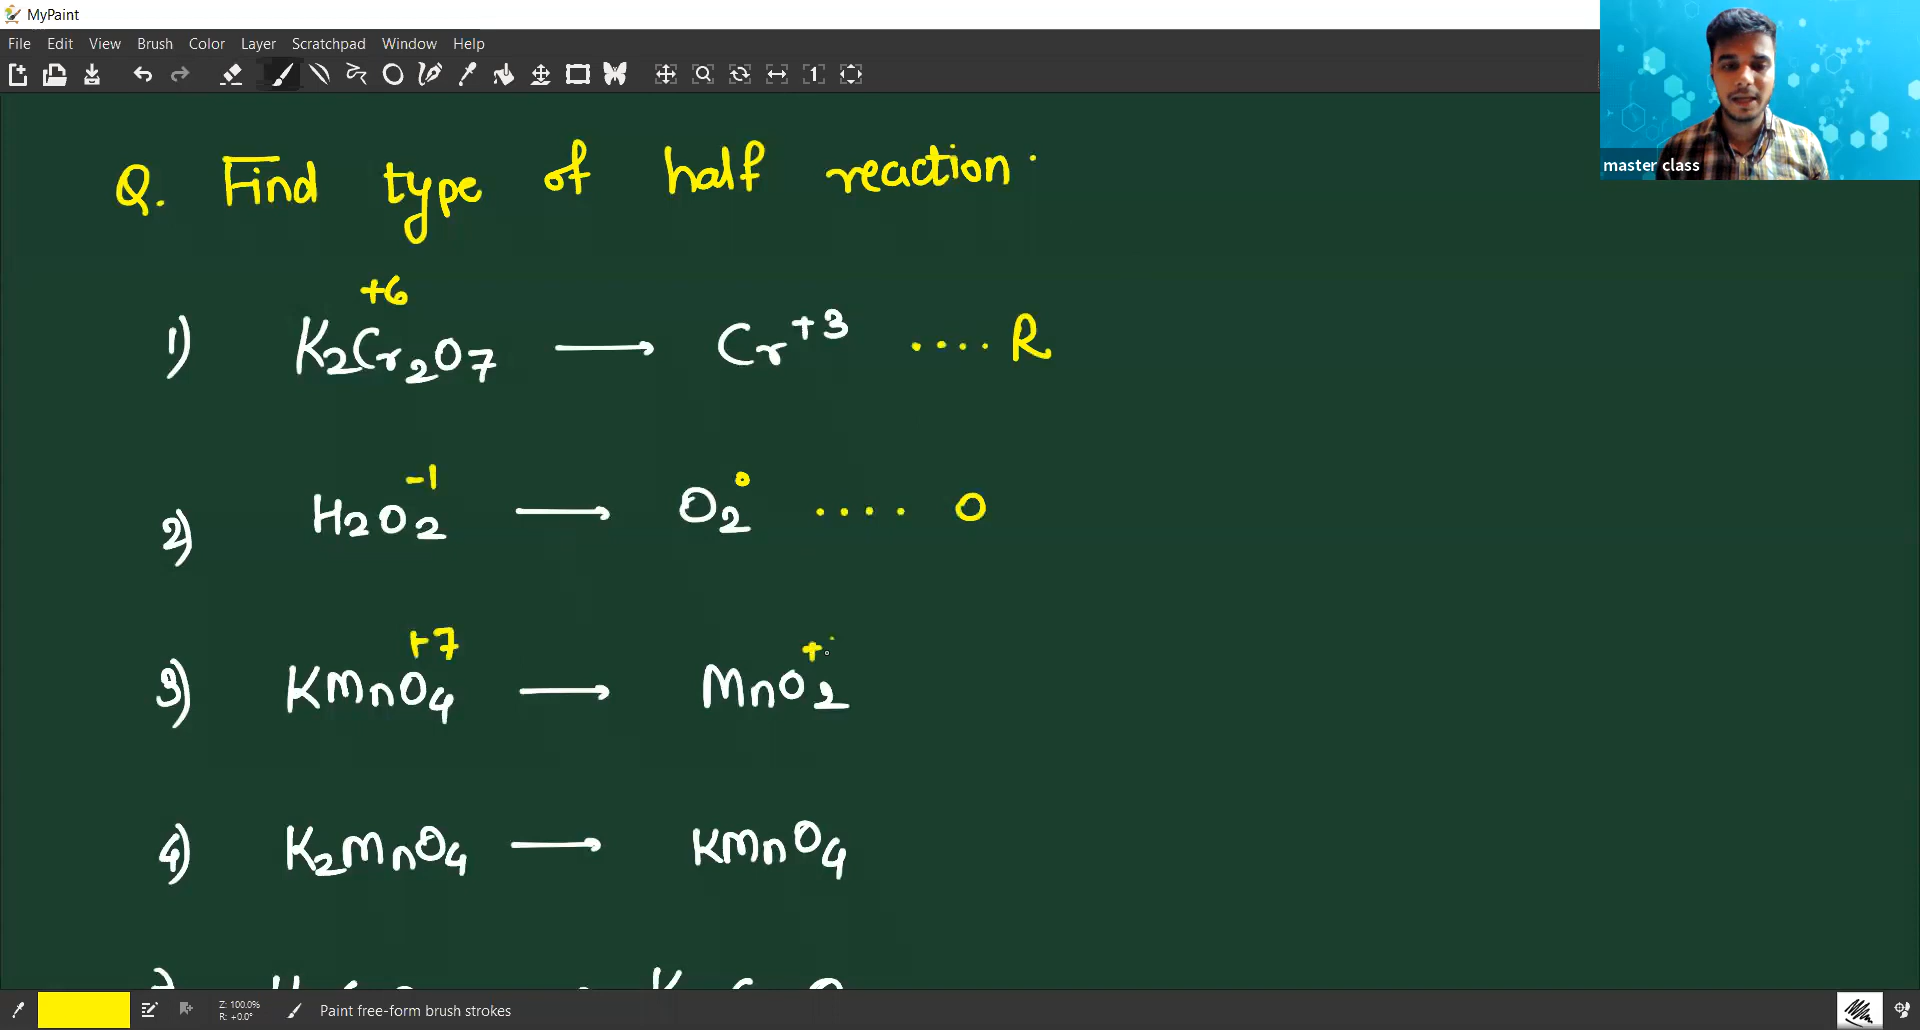 MyPaint
File Edit View Brush Color Layer Scratchpad Window Help
master class
Q. Find type of half reaction.
+6
1) K2Cr2O7 ⟶ Cr+3 .... R
-1 0
2) H2O2 ⟶ O2 .... O
+7 +
3) KMnO4 ⟶ MnO2
4) K2MnO4 ⟶ KMnO4
Z: 100.0%
R: +0.0°
Paint free-form brush strokes